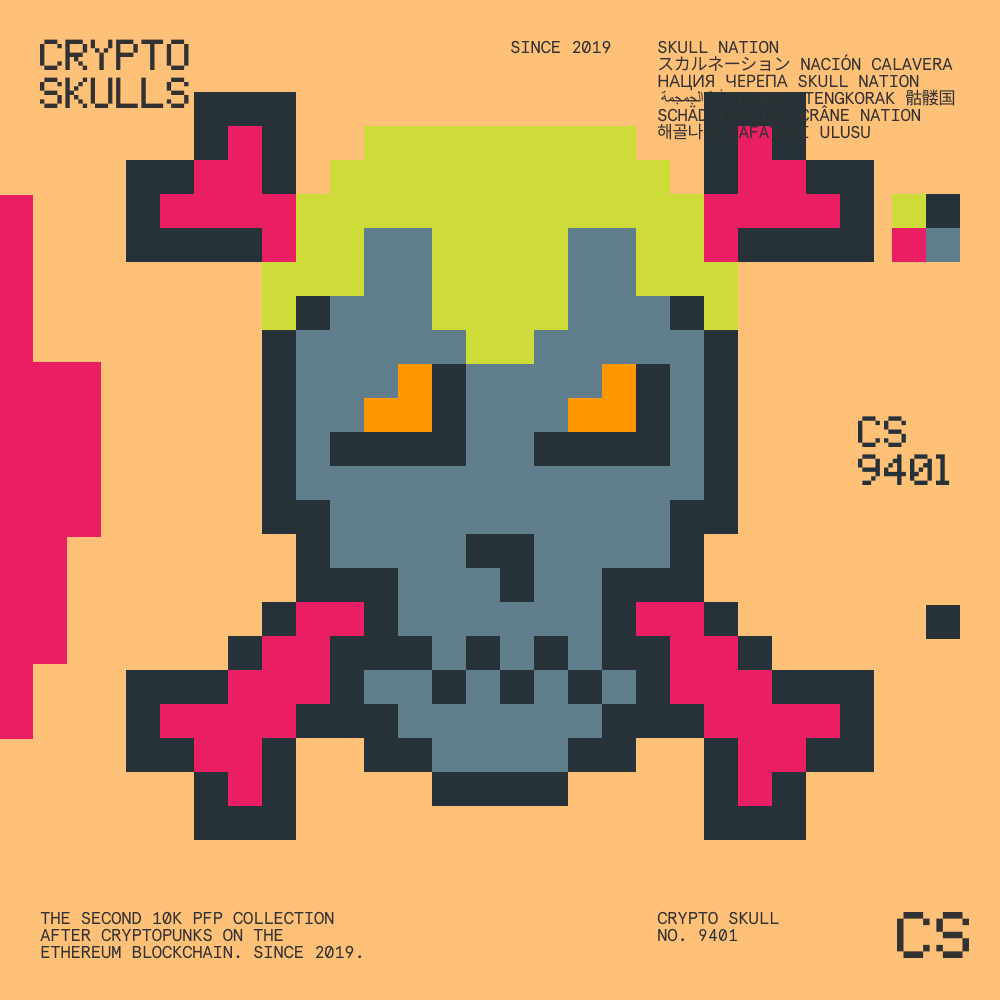 CRYPTO
SKULLS
SINCE 2019
SKULL NATION
スカルネーション NACIÓN CALAVERA
НАЦИЯ ЧЕРЕПА SKULL NATION
الجمجمة TENGKORAK 骷髅国
CRÂNE NATION
해골 ULUSU
CS
9401
THE SECOND 10K PFP COLLECTION
AFTER CRYPTOPUNKS ON THE
ETHEREUM BLOCKCHAIN. SINCE 2019.
CRYPTO SKULL
NO. 9401
CS